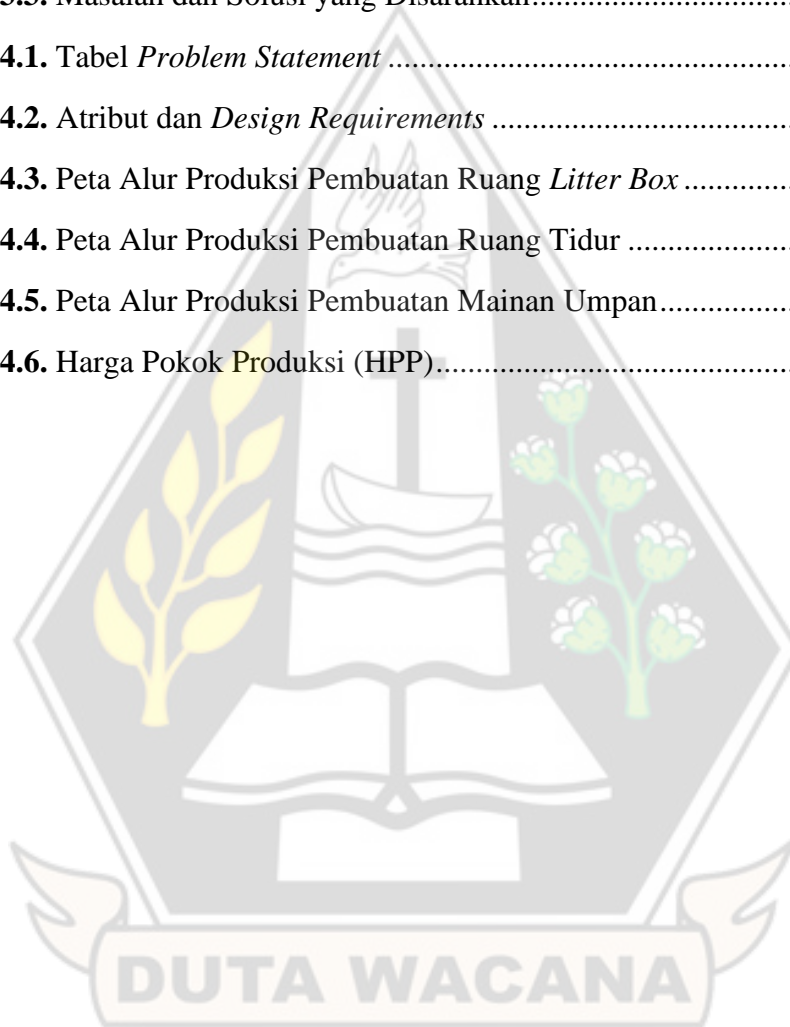 3.3. Masalah dan Solusi yang Disarankan..........................
4.1. Tabel Problem Statement ..........................................
4.2. Atribut dan Design Requirements ..............................
4.3. Peta Alur Produksi Pembuatan Ruang Litter Box ..............
4.4. Peta Alur Produksi Pembuatan Ruang Tidur ....................
4.5. Peta Alur Produksi Pembuatan Mainan Umpan.................
4.6. Harga Pokok Produksi (HPP).....................................
DUTA WACANA